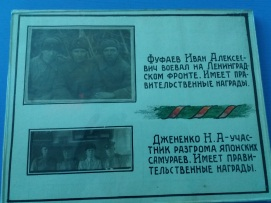 Фуфаев Иван Алексе-
вич воевал на Ленинград-
ском фронте. Имеет пра-
вительственные награды.
Джененко Н. А-учас-
тник разгрома японских
самураев. Имеет прави-
тельственные награды.